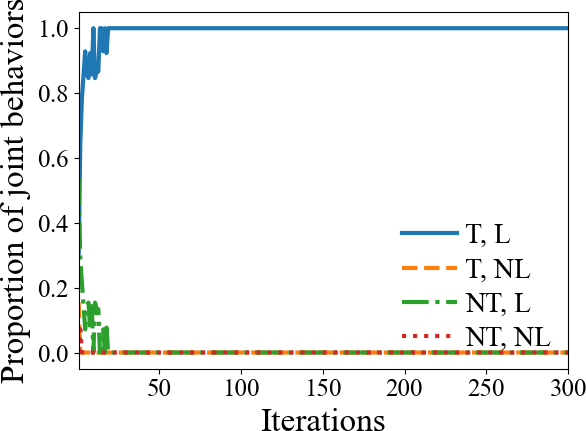 Proportion of joint behaviors
1.0
0.8
0.6
0.4
0.2
0.0
T, L
T, NL
NT, L
NT, NL
50 100 150 200 250 300
Iterations